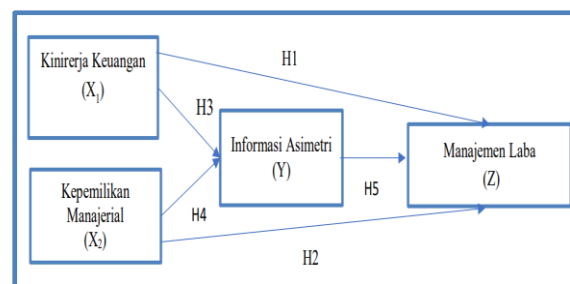 Kinirerja Keuangan
(X₁)
H1
H3
Informasi Asimetri
(Y)
Manajemen Laba
(Z)
Kepemilikan
Manajerial
(X₂)
H4
H5
H2